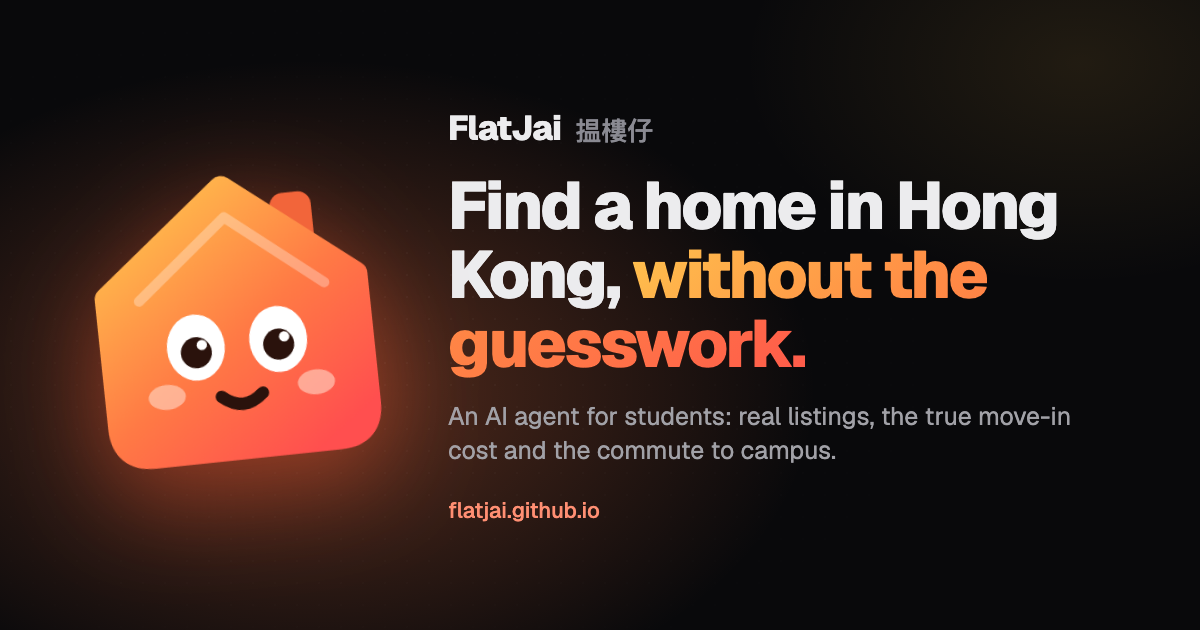 FlatJai 搵樓仔
Find a home in Hong
Kong, without the
guesswork.
An AI agent for students: real listings, the true move-in
cost and the commute to campus.
flatjai.github.io